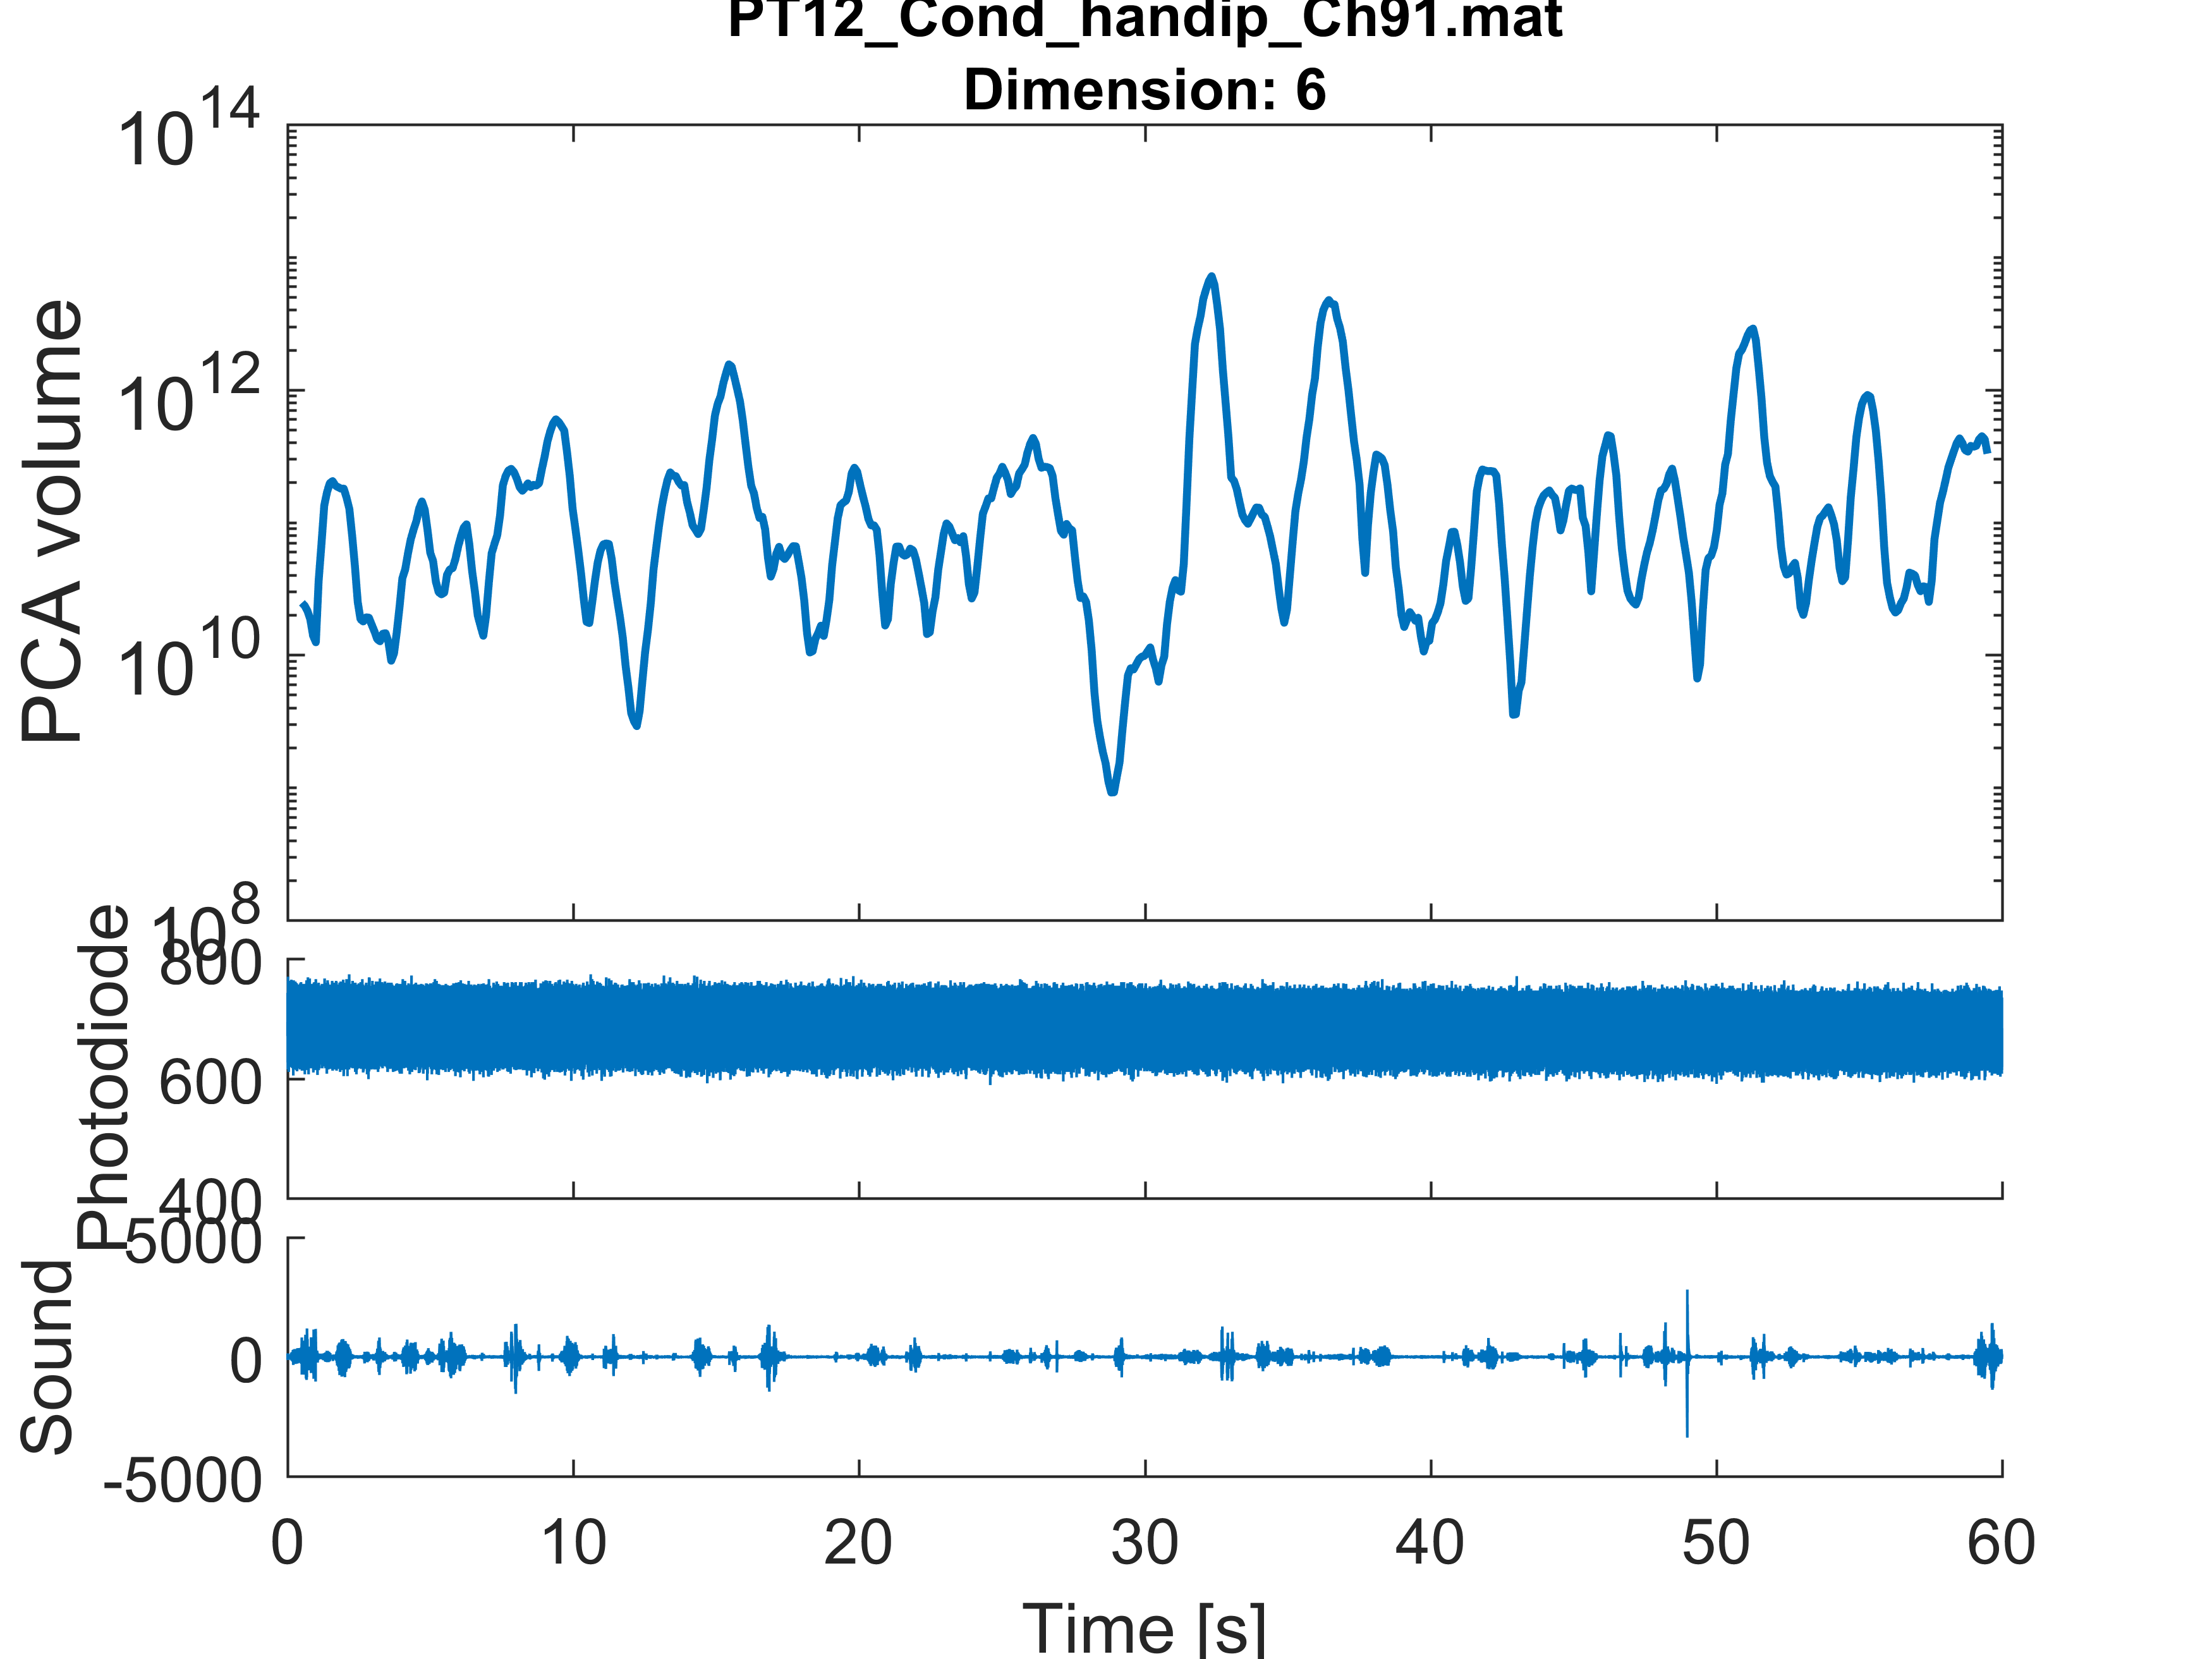 PT12_Cond_handip_Ch91.mat
Dimension: 6
PCA volume
10^14
10^12
10^10
10^8
Photodiode
800
600
400
Sound
5000
0
-5000
0 10 20 30 40 50 60
Time [s]